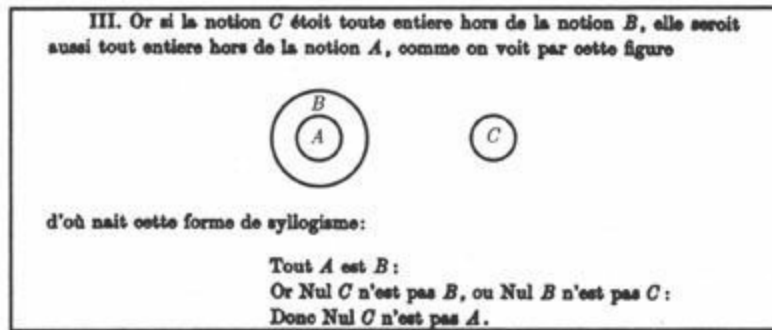 III. Or si la notion C étoit toute entiere hors de la notion B, elle seroit
aussi tout entiere hors de la notion A, comme on voit par cette figure
B
A
C
d'où nait cette forme de syllogisme:
Tout A est B:
Or Nul C n'est pas B, ou Nul B n'est pas C:
Donc Nul C n'est pas A.